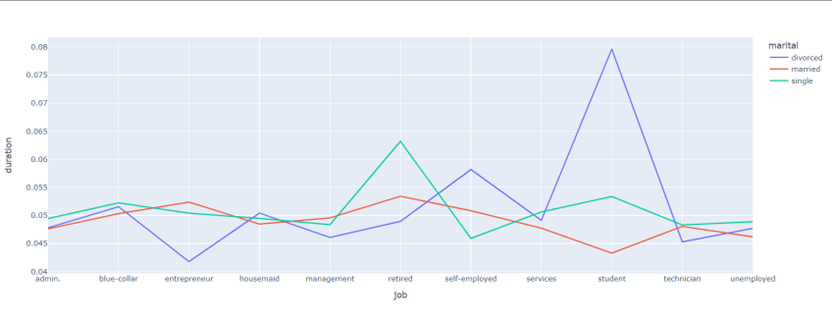 marital
divorced
married
single
duration
0.08
0.075
0.07
0.065
0.06
0.055
0.05
0.045
0.04
admin.
blue-collar
entrepreneur
housemaid
management
retired
self-employed
services
student
technician
unemployed
job